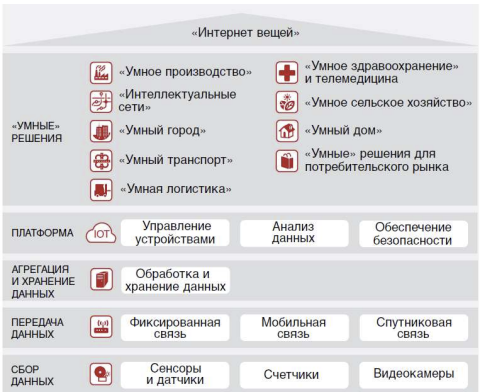 «Интернет вещей»
«УМНЫЕ»
РЕШЕНИЯ
«Умное производство»
«Интеллектуальные
сети»
«Умный город»
«Умный транспорт»
«Умная логистика»
«Умное здравоохранение»
и телемедицина
«Умное сельское хозяйство»
«Умный дом»
«Умные» решения для
потребительского рынка
ПЛАТФОРМА
IOT
Управление
устройствами
Анализ
данных
Обеспечение
безопасности
АГРЕГАЦИЯ
И ХРАНЕНИЕ
ДАННЫХ
Обработка и
хранение данных
ПЕРЕДАЧА
ДАННЫХ
Фиксированная
связь
Мобильная
связь
Спутниковая
связь
СБОР
ДАННЫХ
Сенсоры
и датчики
Счетчики
Видеокамеры